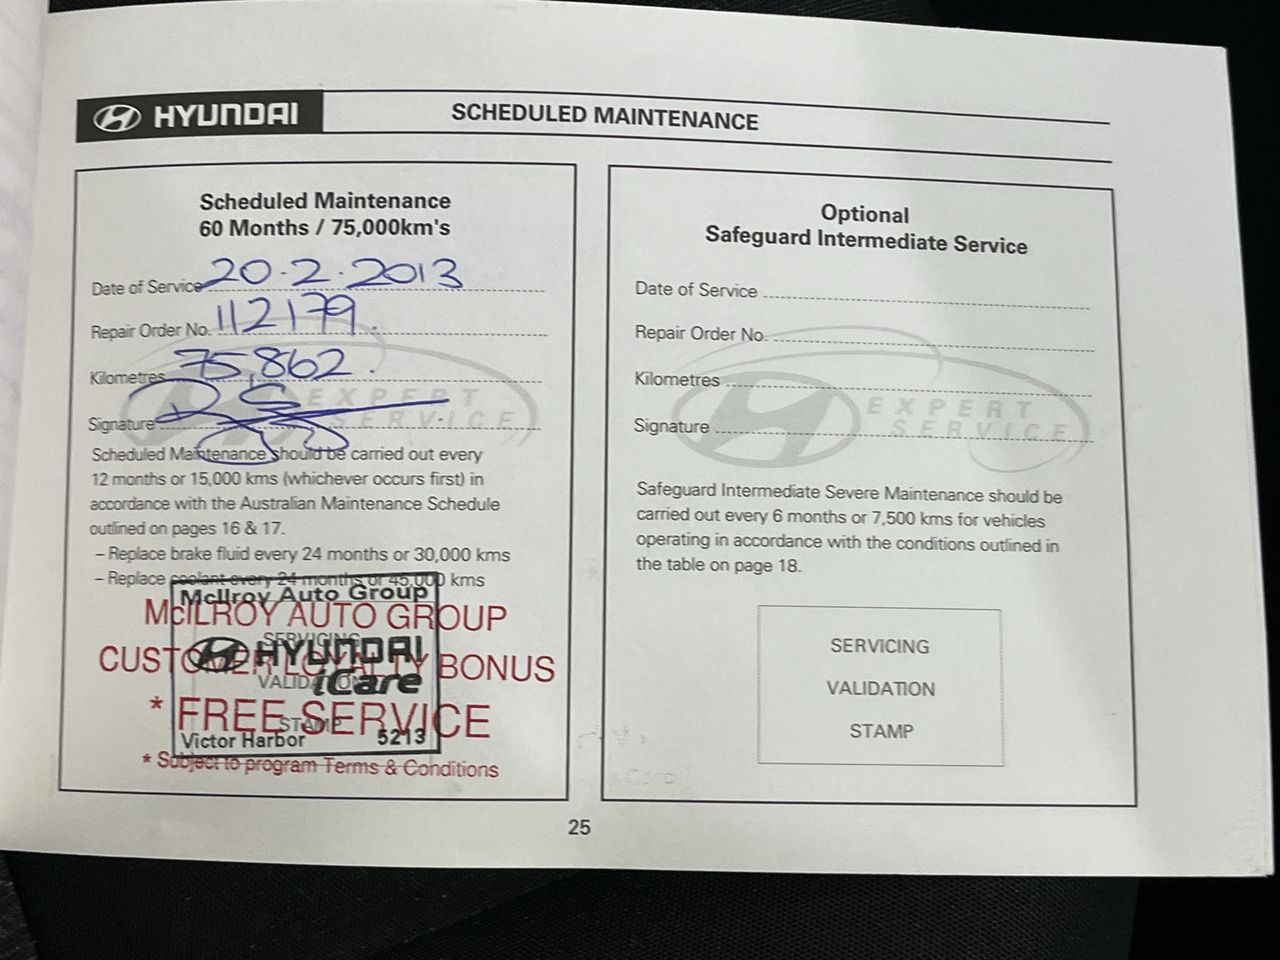 HYUNDAI
SCHEDULED MAINTENANCE
Scheduled Maintenance
60 Months / 75,000km's
Date of Service 20.2.2013
Repair Order No. 112179.
Kilometres 75,862.
Signature
EXPERT
SERVICE
Scheduled Maintenance should be carried out every
12 months or 15,000 kms (whichever occurs first) in
accordance with the Australian Maintenance Schedule
outlined on pages 16 & 17.
– Replace brake fluid every 24 months or 30,000 kms
– Replace coolant every 24 months or 45,000 kms
McIlroy Auto Group
McILROY AUTO GROUP
SERVICING
HYUNDAI
CUSTOMER LOYALTY BONUS
VALIDATION
iCare
* FREE SERVICE
STAMP
Victor Harbor 5213
* Subject to program Terms & Conditions
Optional
Safeguard Intermediate Service
Date of Service
Repair Order No.
Kilometres
Signature
EXPERT
SERVICE
Safeguard Intermediate Severe Maintenance should be
carried out every 6 months or 7,500 kms for vehicles
operating in accordance with the conditions outlined in
the table on page 18.
SERVICING
VALIDATION
STAMP
25